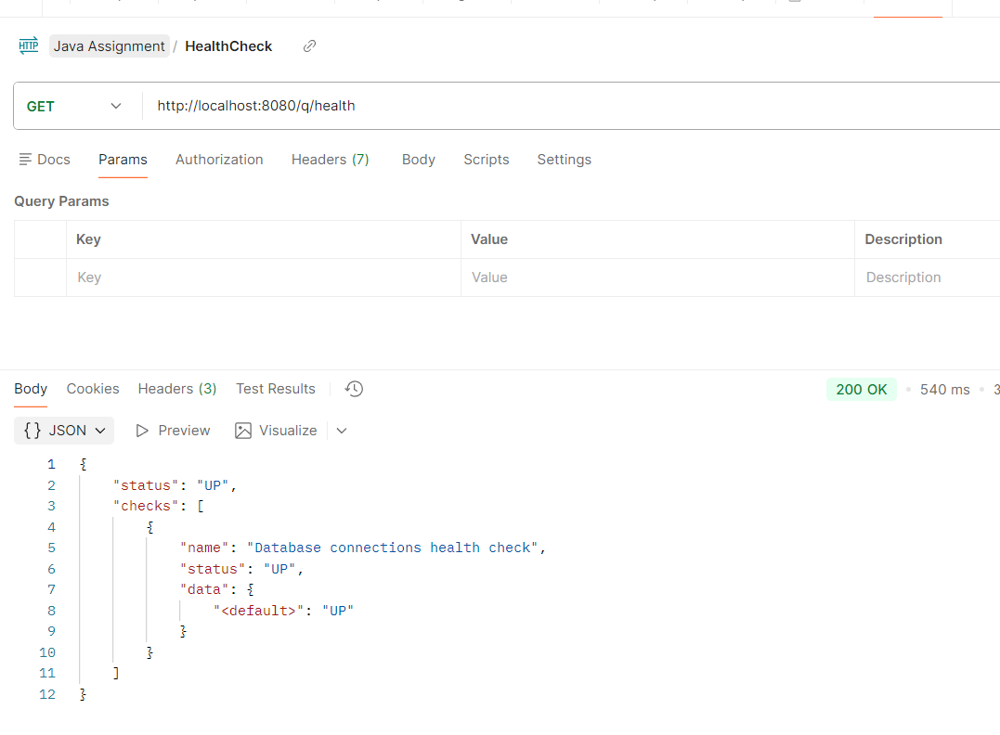 HTTP Java Assignment / HealthCheck
GET http://localhost:8080/q/health
Docs Params Authorization Headers (7) Body Scripts Settings
Query Params
Key Value Description
Key Value Description
Body Cookies Headers (3) Test Results 200 OK 540 ms
{} JSON Preview Visualize
1 {
2 "status": "UP",
3 "checks": [
4 {
5 "name": "Database connections health check",
6 "status": "UP",
7 "data": {
8 "<default>": "UP"
9 }
10 }
11 ]
12 }